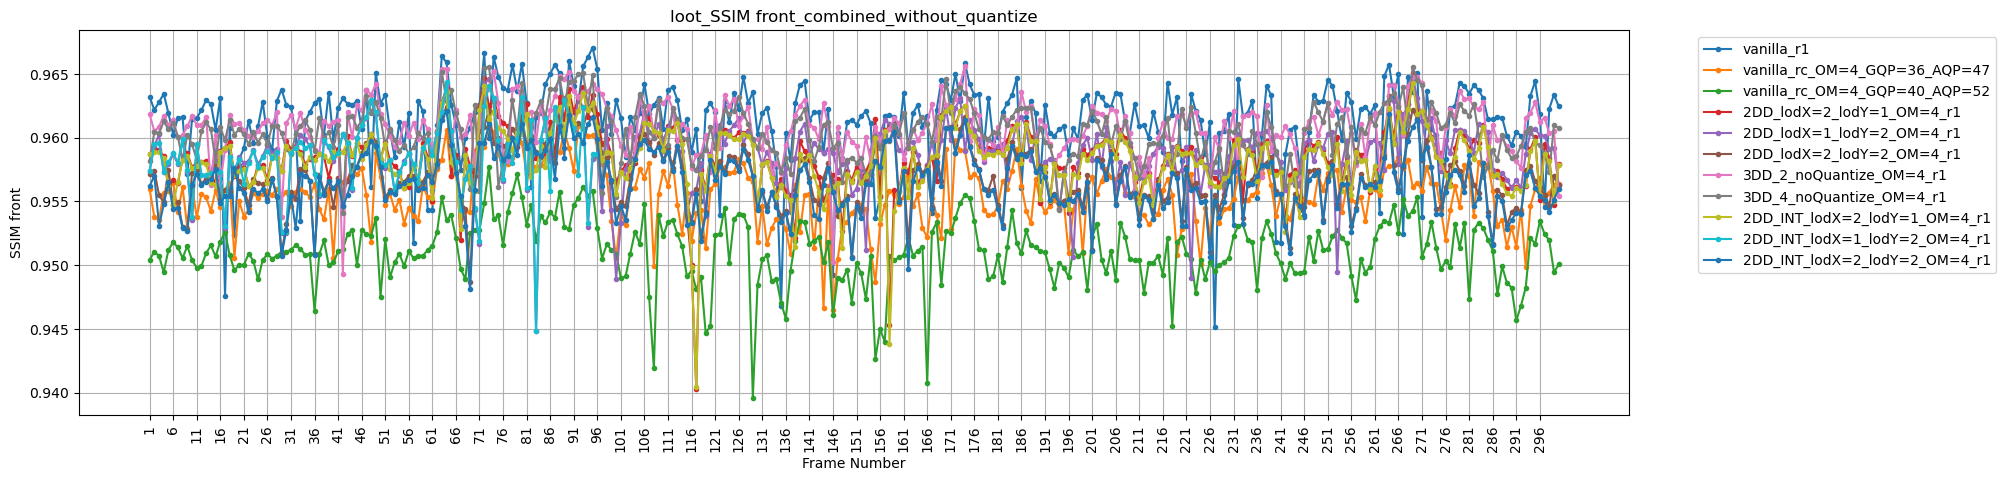 loot_SSIM front_combined_without_quantize
SSIM front
0.965
0.960
0.955
0.950
0.945
0.940
1 6 11 16 21 26 31 36 41 46 51 56 61 66 71 76 81 86 91 96 101 106 111 116 121 126 131 136 141 146 151 156 161 166 171 176 181 186 191 196 201 206 211 216 221 226 231 236 241 246 251 256 261 266 271 276 281 286 291 296
Frame Number
vanilla_r1
vanilla_rc_OM=4_GQP=36_AQP=47
vanilla_rc_OM=4_GQP=40_AQP=52
2DD_lodX=2_lodY=1_OM=4_r1
2DD_lodX=1_lodY=2_OM=4_r1
2DD_lodX=2_lodY=2_OM=4_r1
3DD_2_noQuantize_OM=4_r1
3DD_4_noQuantize_OM=4_r1
2DD_INT_lodX=2_lodY=1_OM=4_r1
2DD_INT_lodX=1_lodY=2_OM=4_r1
2DD_INT_lodX=2_lodY=2_OM=4_r1